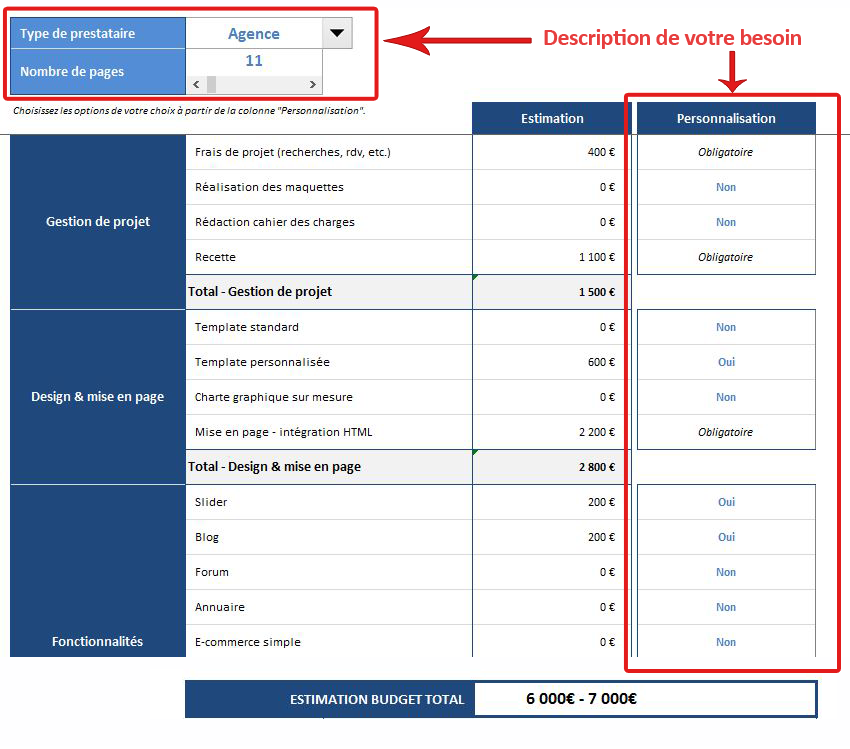 Type de prestataire Agence
Description de votre besoin
Nombre de pages 11
Choisissez les options de votre choix à partir de la colonne "Personalisation".
Estimation Personnalisation
Frais de projet (recherches, rdv, etc.) 400 € Obligatoire
Réalisation des maquettes 0 € Non
Gestion de projet Rédaction cahier des charges 0 € Non
Recette 1 100 € Obligatoire
Total - Gestion de projet 1 500 €
Template standard 0 € Non
Template personnalisée 600 € Oui
Design & mise en page Charte graphique sur mesure 0 € Non
Mise en page - intégration HTML 2 200 € Obligatoire
Total - Design & mise en page 2 800 €
Slider 200 € Oui
Blog 200 € Oui
Forum 0 € Non
Annuaire 0 € Non
Fonctionnalités E-commerce simple 0 € Non
ESTIMATION BUDGET TOTAL 6 000€ - 7 000€